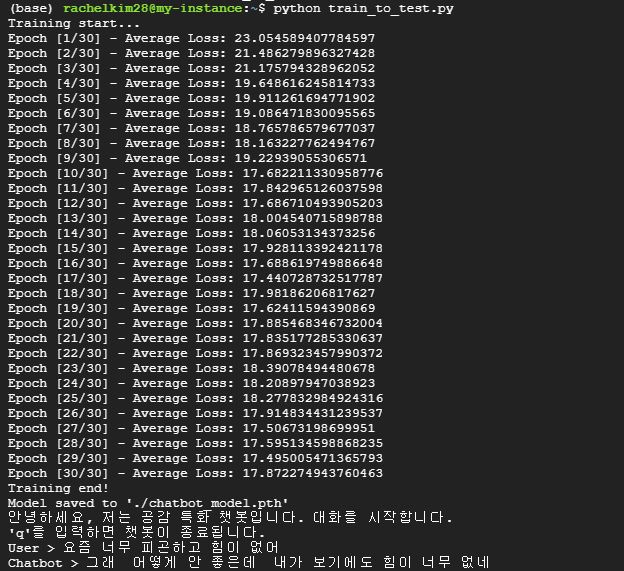 (base) rachelkim28@my-instance:~$ python train_to_test.py
Training start...
Epoch [1/30] - Average Loss: 23.054589407784597
Epoch [2/30] - Average Loss: 21.486279896327428
Epoch [3/30] - Average Loss: 21.175794328962052
Epoch [4/30] - Average Loss: 19.648616245814733
Epoch [5/30] - Average Loss: 19.911261694771902
Epoch [6/30] - Average Loss: 19.086471830095565
Epoch [7/30] - Average Loss: 18.765786579677037
Epoch [8/30] - Average Loss: 18.163227762494767
Epoch [9/30] - Average Loss: 19.22939055306571
Epoch [10/30] - Average Loss: 17.682211330958776
Epoch [11/30] - Average Loss: 17.842965126037598
Epoch [12/30] - Average Loss: 17.686710493905203
Epoch [13/30] - Average Loss: 18.004540715898788
Epoch [14/30] - Average Loss: 18.06053134373256
Epoch [15/30] - Average Loss: 17.928113392421178
Epoch [16/30] - Average Loss: 17.688619749886648
Epoch [17/30] - Average Loss: 17.440728732517787
Epoch [18/30] - Average Loss: 17.98186206817627
Epoch [19/30] - Average Loss: 17.62411594390869
Epoch [20/30] - Average Loss: 17.885468346732004
Epoch [21/30] - Average Loss: 17.835177285330637
Epoch [22/30] - Average Loss: 17.869323457990372
Epoch [23/30] - Average Loss: 18.39078494480678
Epoch [24/30] - Average Loss: 18.20897947038923
Epoch [25/30] - Average Loss: 18.277832984924316
Epoch [26/30] - Average Loss: 17.914834431239537
Epoch [27/30] - Average Loss: 17.50673198699951
Epoch [28/30] - Average Loss: 17.595134598868235
Epoch [29/30] - Average Loss: 17.495005471365793
Epoch [30/30] - Average Loss: 17.872274943760463
Training end!
Model saved to './chatbot_model.pth'
안녕하세요, 저는 공감 특화 챗봇입니다. 대화를 시작합니다.
'q'를 입력하면 챗봇이 종료됩니다.
User > 요즘 너무 피곤하고 힘이 없어
Chatbot > 그래  어떻게 안 좋은데  내가 보기에도 힘이 너무 없네